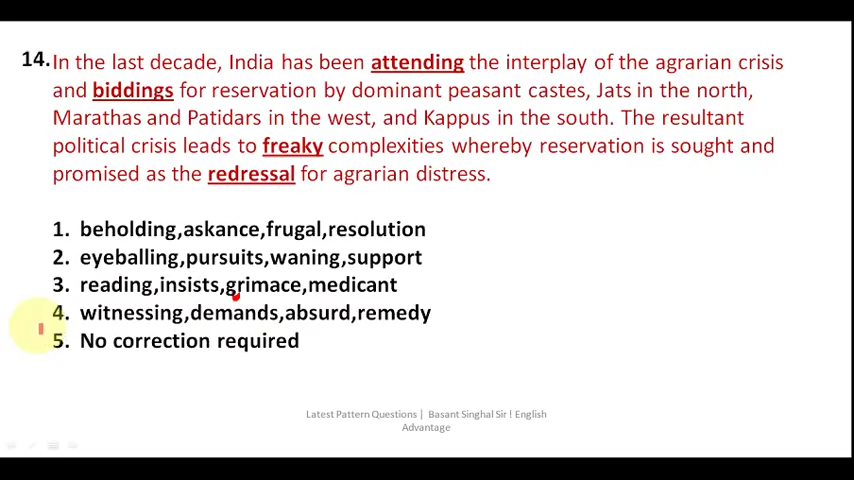 14. In the last decade, India has been attending the interplay of the agrarian crisis
and biddings for reservation by dominant peasant castes, Jats in the north,
Marathas and Patidars in the west, and Kappus in the south. The resultant
political crisis leads to freaky complexities whereby reservation is sought and
promised as the redressal for agrarian distress.
1. beholding,askance,frugal,resolution
2. eyeballing,pursuits,waning,support
3. reading,insists,grimace,medicant
4. witnessing,demands,absurd,remedy
5. No correction required
Latest Pattern Questions | Basant Singhal Sir ! English
Advantage